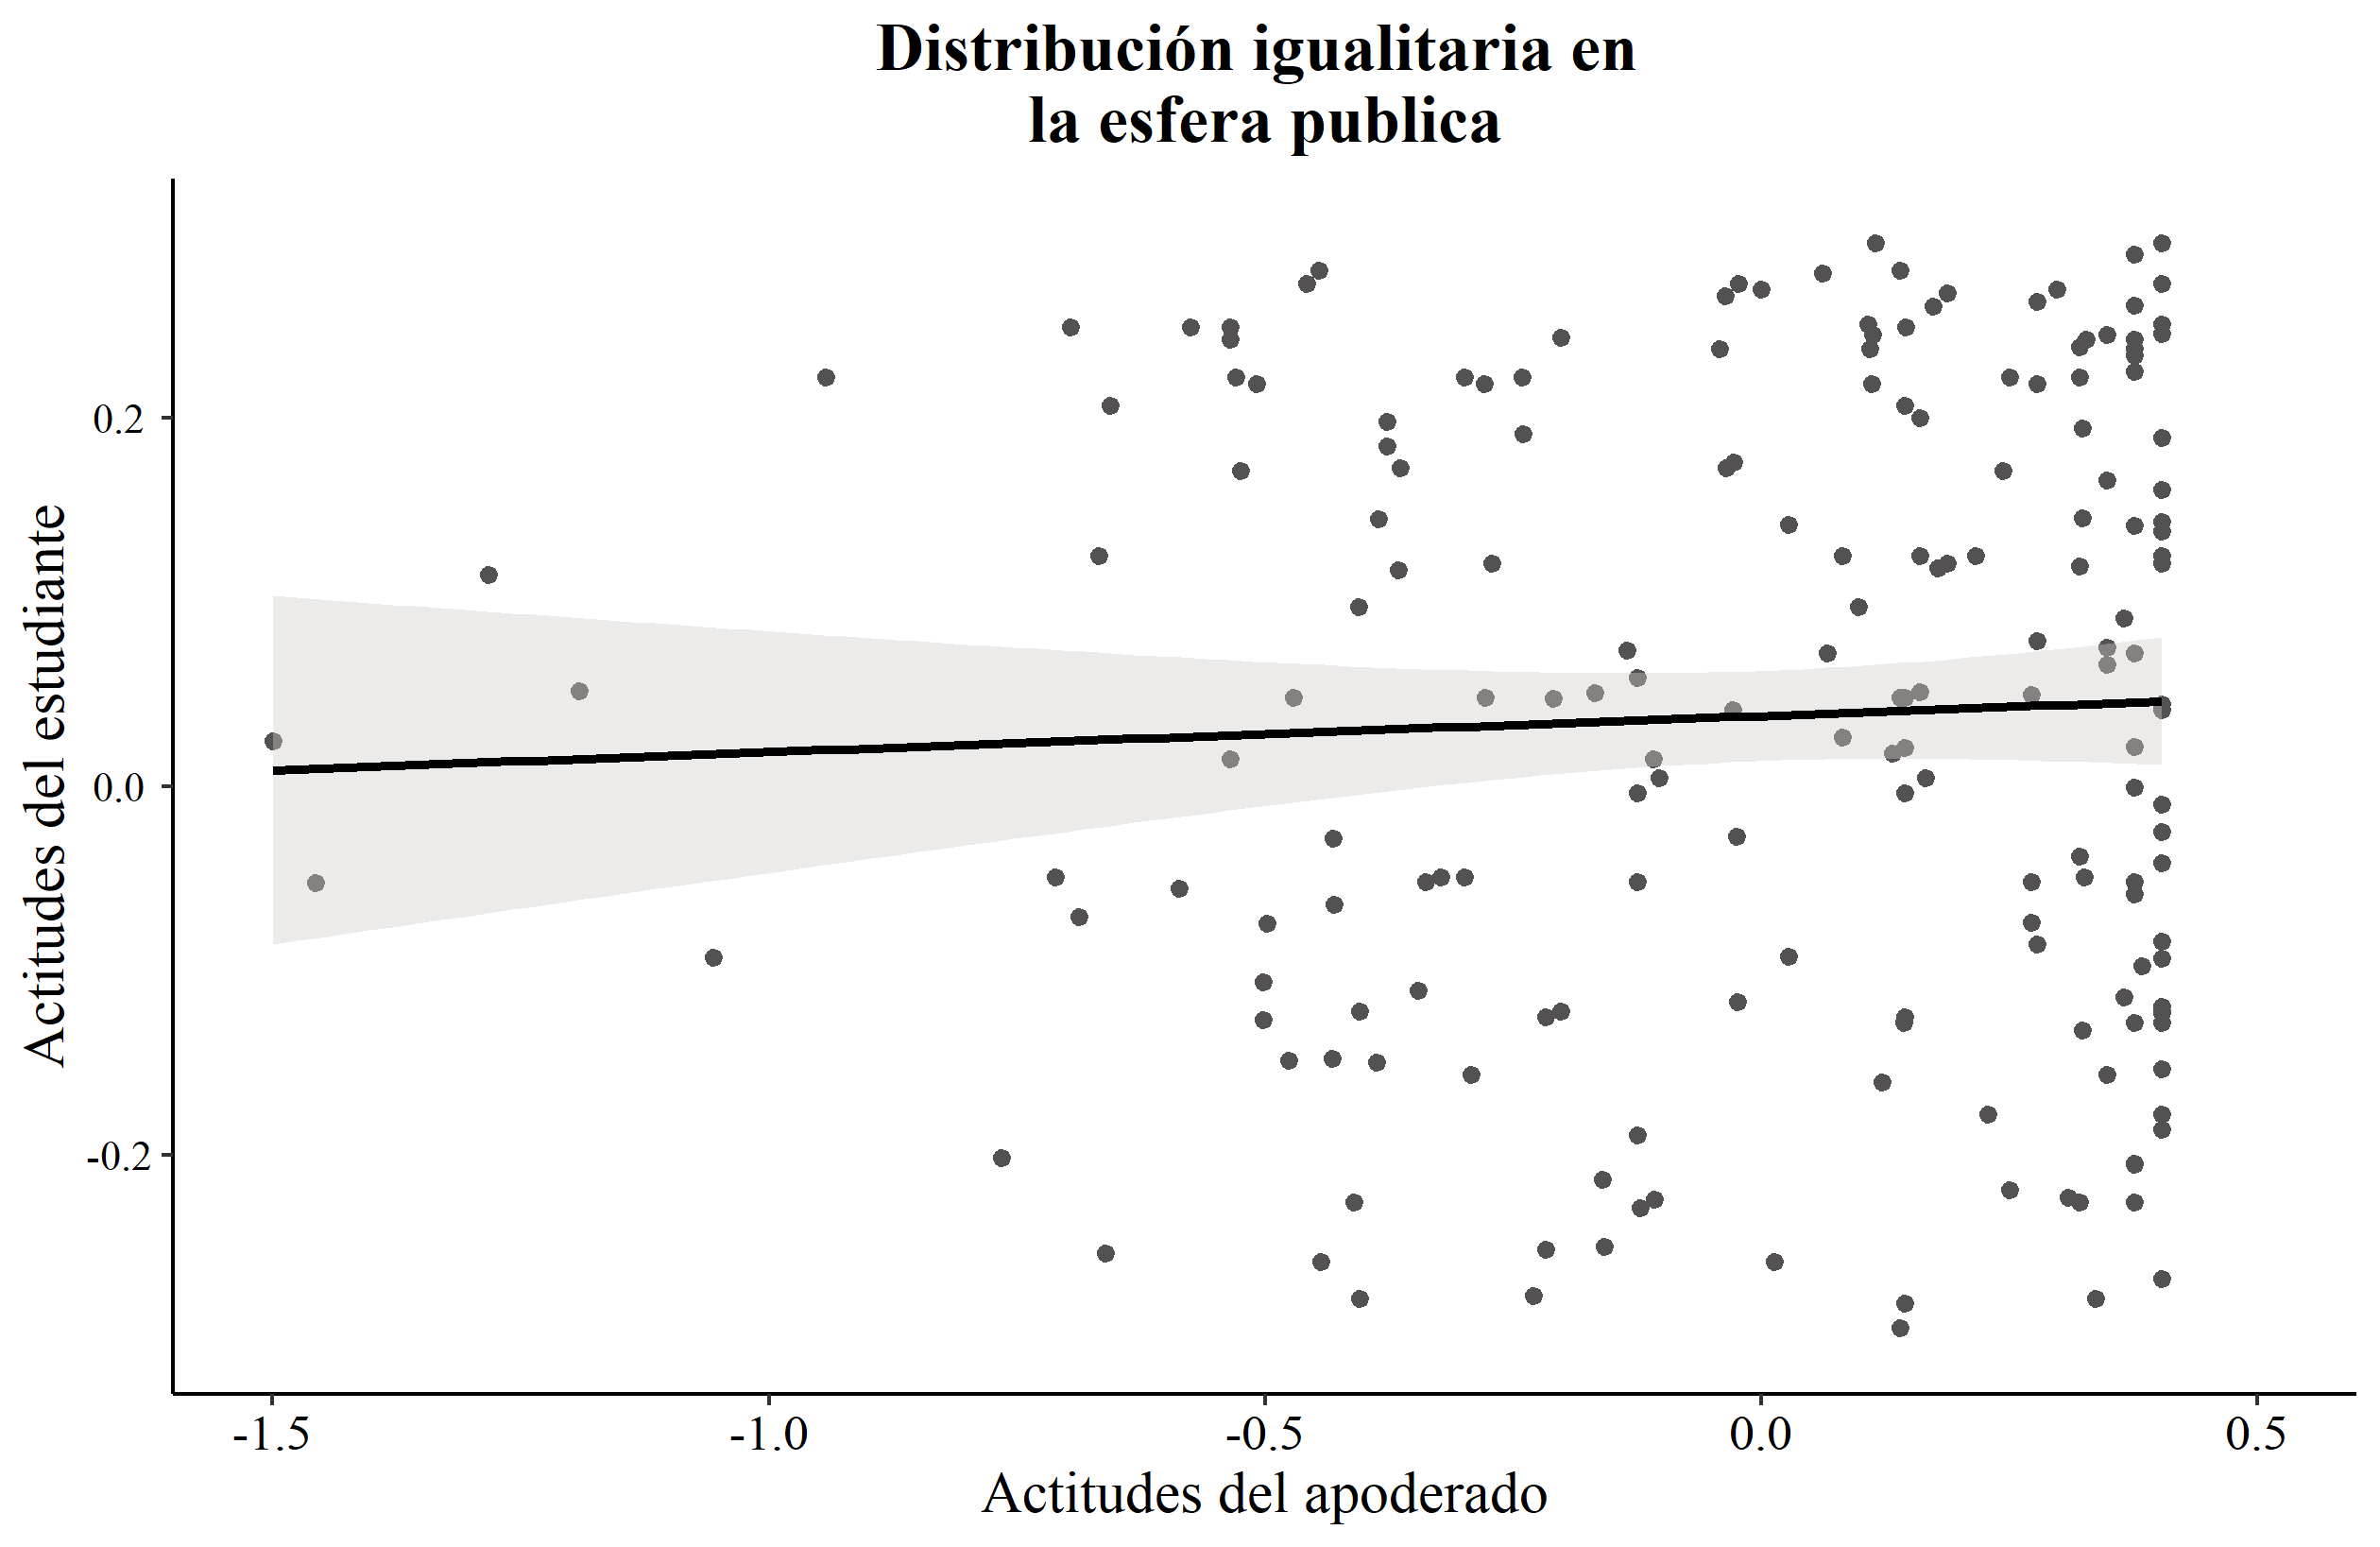 Distribución igualitaria en
la esfera publica
Actitudes del estudiante
0.2
0.0
-0.2
-1.5 -1.0 -0.5 0.0 0.5
Actitudes del apoderado